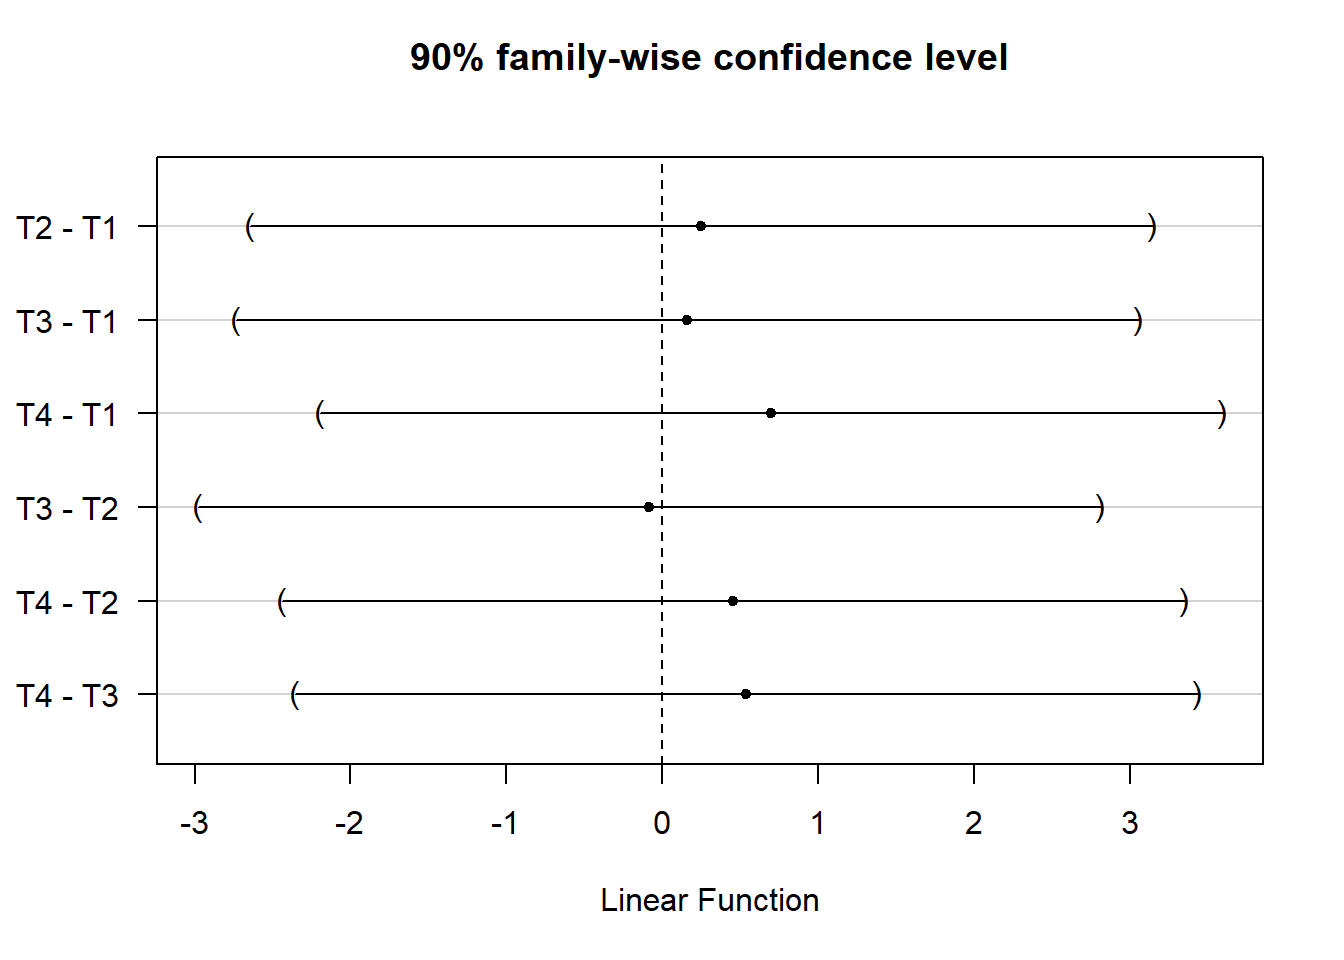 90% family-wise confidence level
T2 - T1
T3 - T1
T4 - T1
T3 - T2
T4 - T2
T4 - T3
-3 -2 -1 0 1 2 3
Linear Function